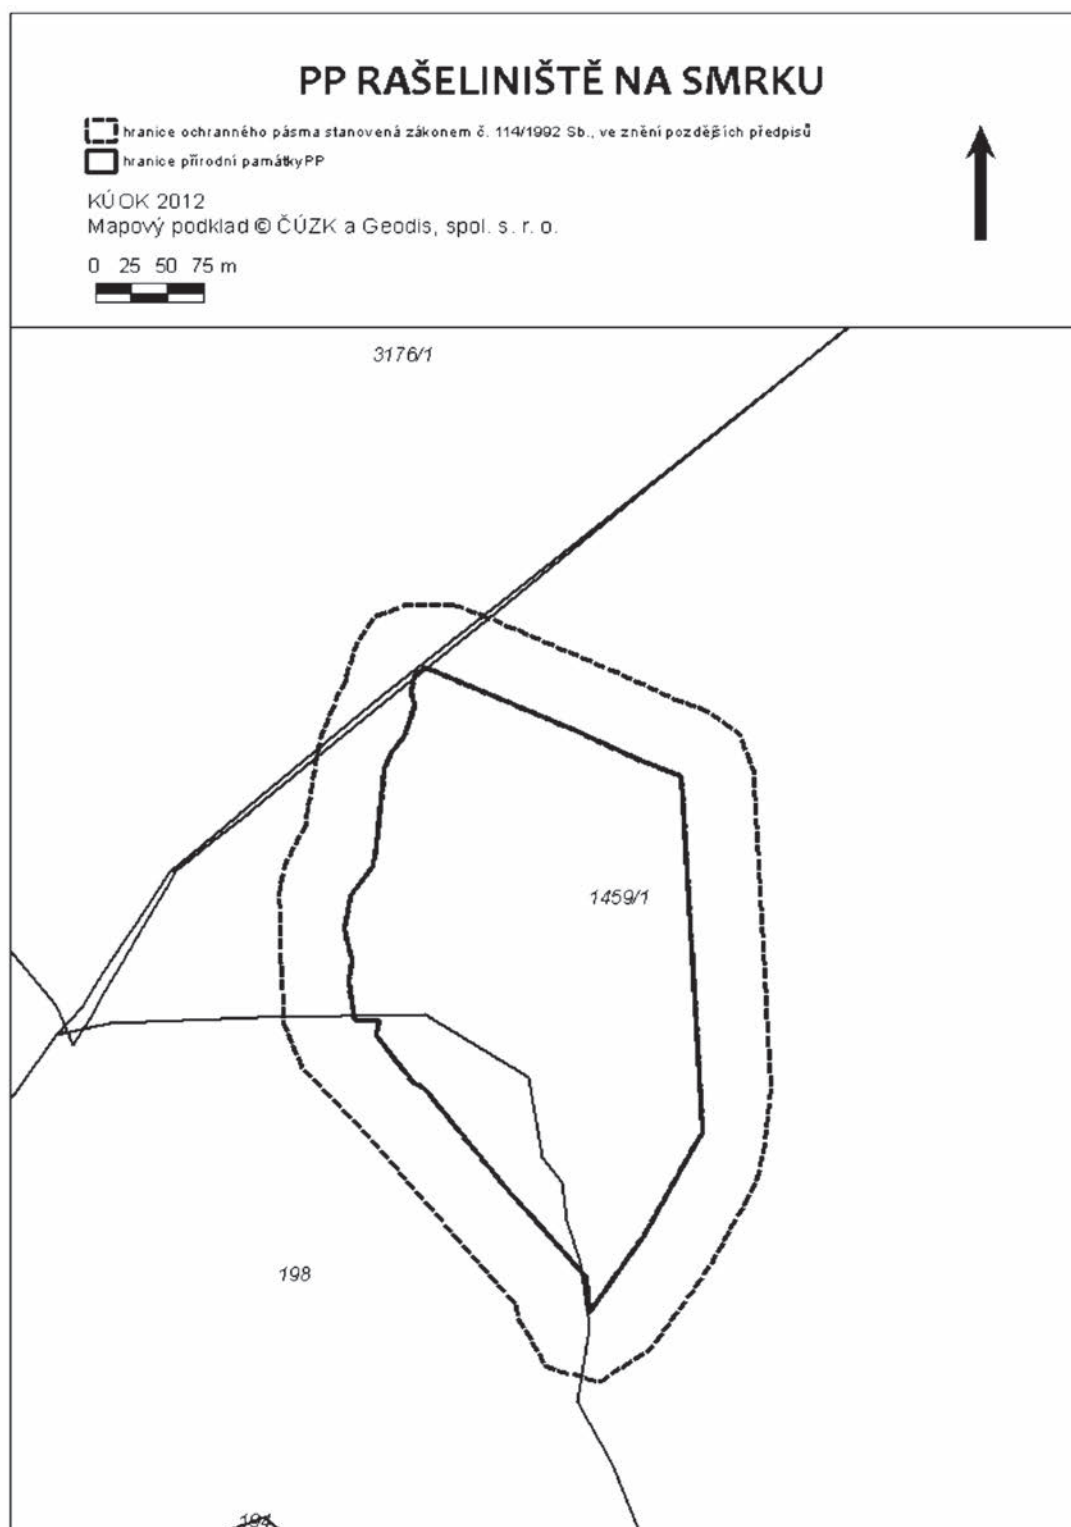 PP RAŠELINIŠTĚ NA SMRKU
hranice ochranného pásma stanovená zákonem č. 114/1992 Sb., ve znění pozdějších předpisů
hranice přírodní památky PP
KÚOK 2012
Mapový podklad © ČÚZK a Geodis, spol. s. r. o.
0 25 50 75 m
3176/1
1459/1
198
194